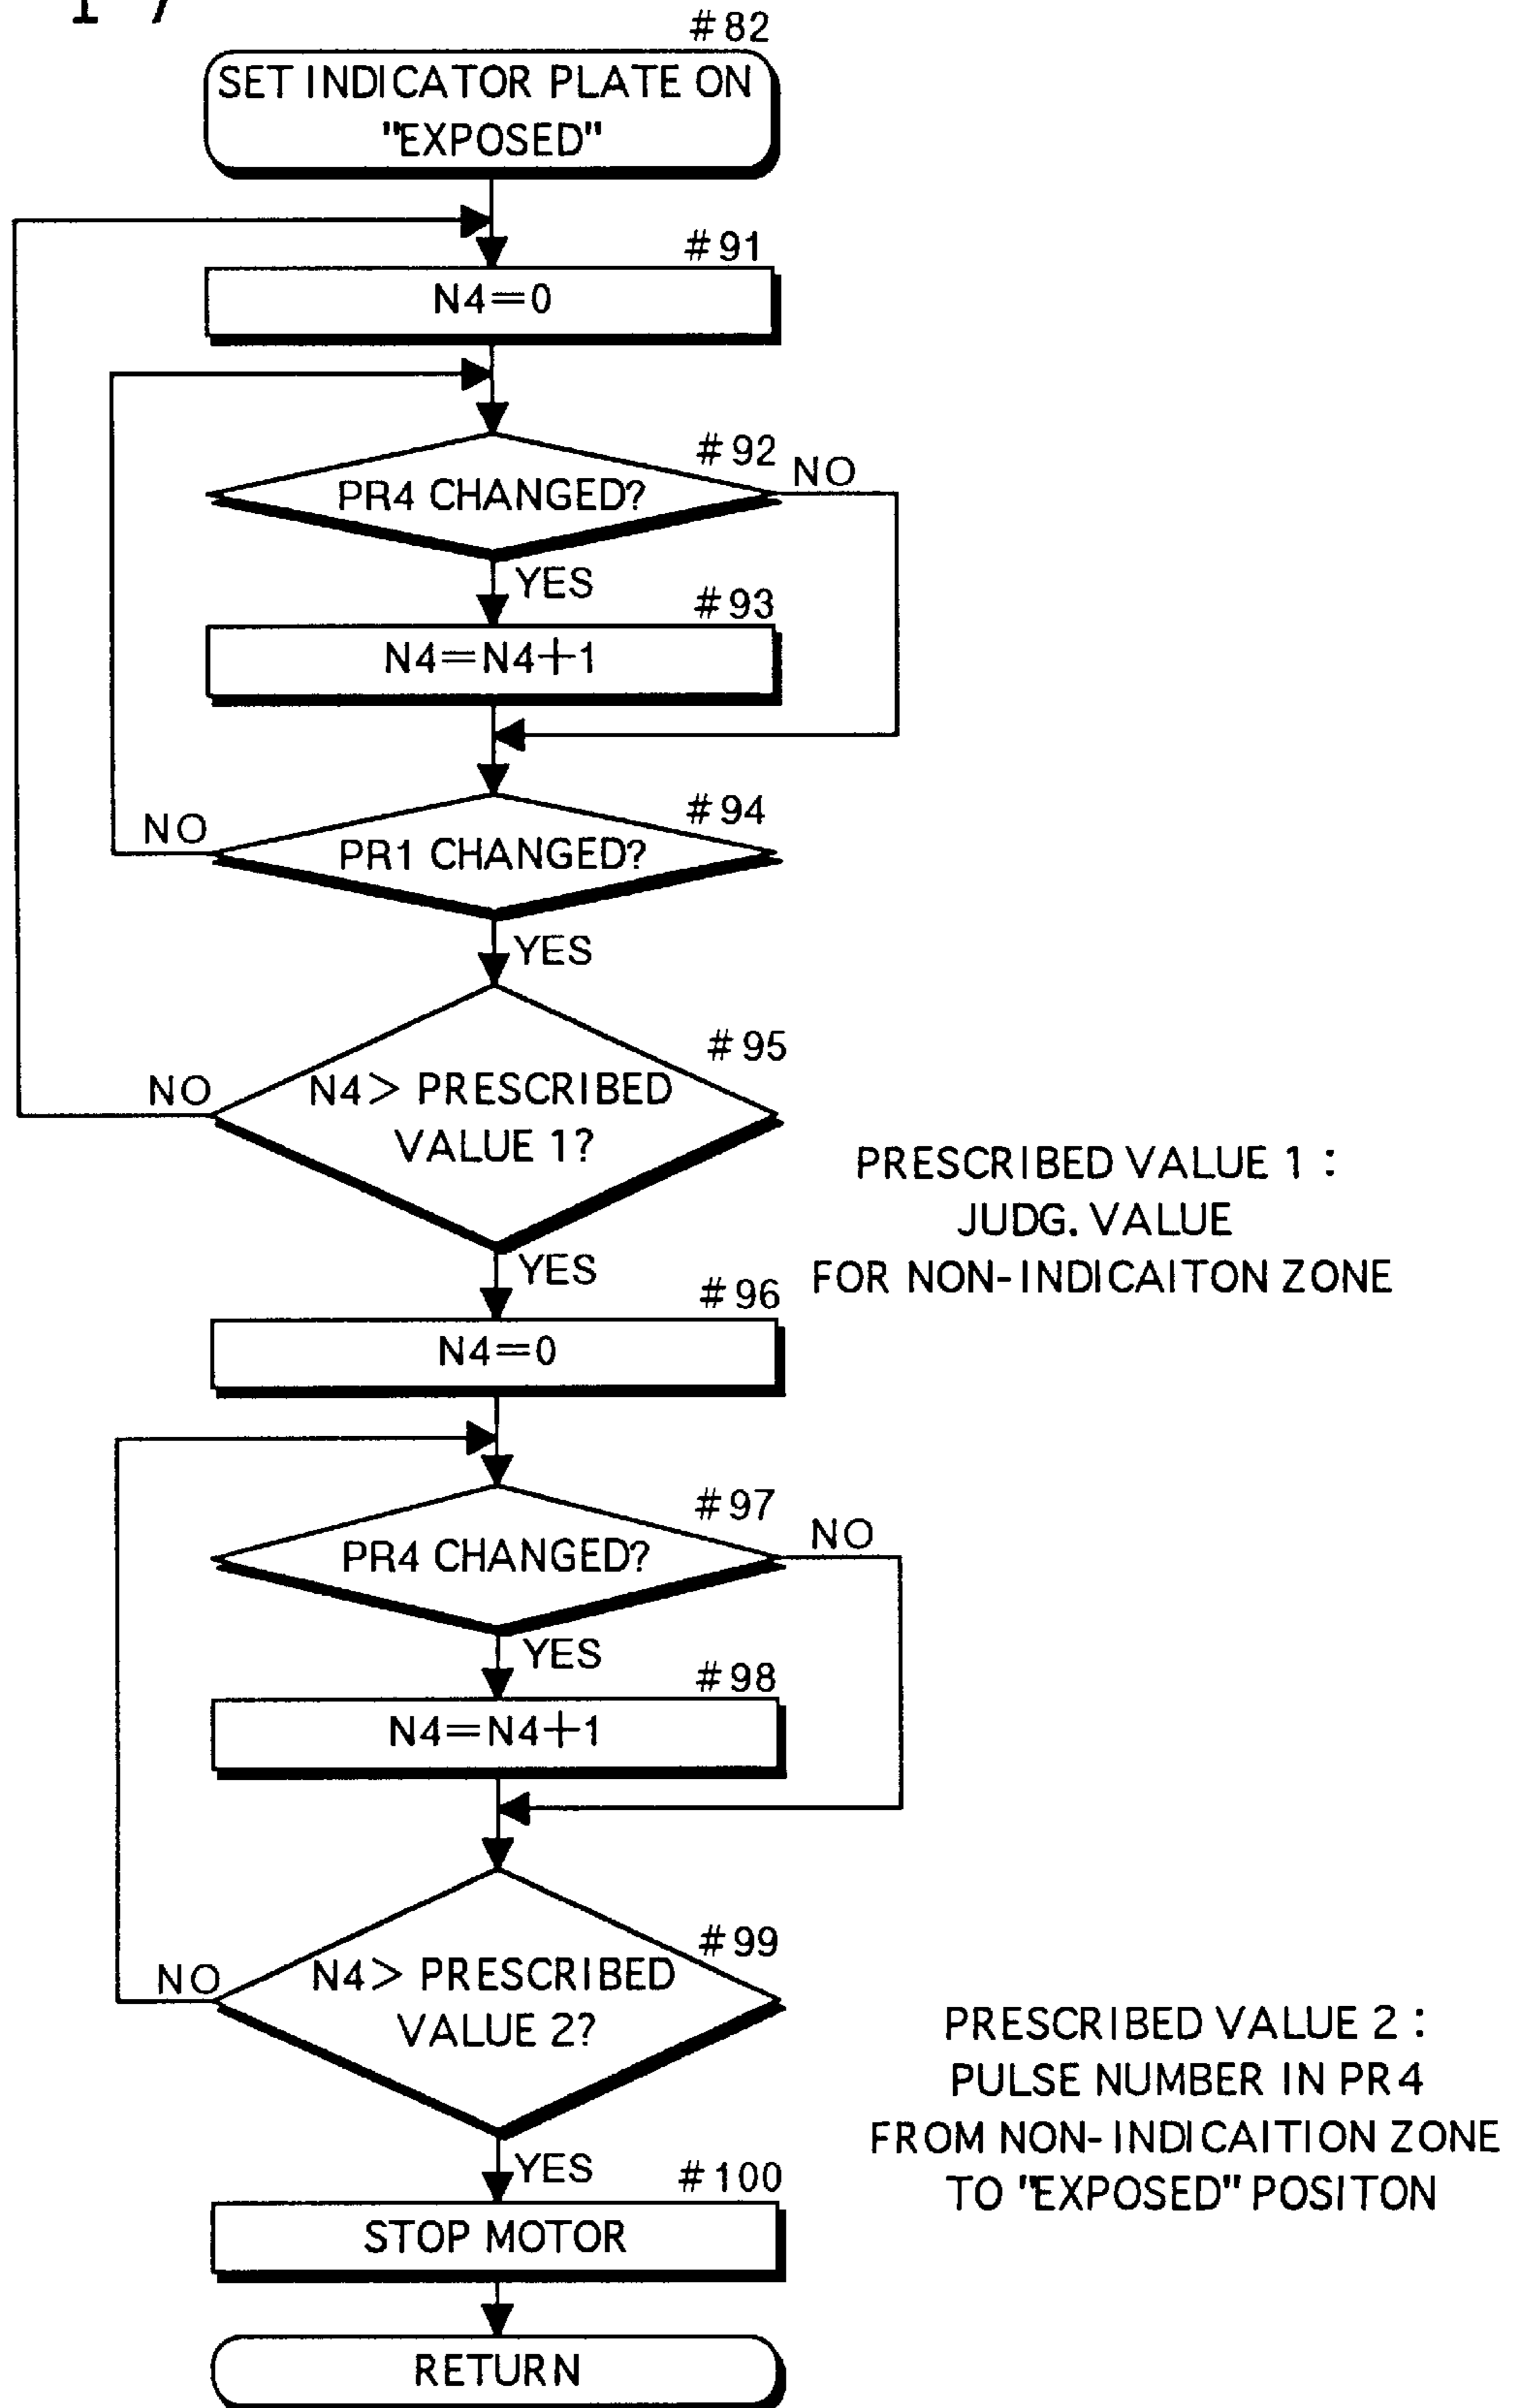 17
#82
SET INDICATOR PLATE ON
"EXPOSED"
#91
N4=0
#92
PR4 CHANGED?
NO
YES
#93
N4=N4+1
#94
PR1 CHANGED?
NO
YES
#95
N4> PRESCRIBED
VALUE 1?
NO
YES
PRESCRIBED VALUE 1 :
JUDG. VALUE
FOR NON-INDICAITON ZONE
#96
N4=0
#97
PR4 CHANGED?
NO
YES
#98
N4=N4+1
#99
N4> PRESCRIBED
VALUE 2?
NO
YES
PRESCRIBED VALUE 2 :
PULSE NUMBER IN PR4
FROM NON-INDICAITION ZONE
TO "EXPOSED" POSITON
#100
STOP MOTOR
RETURN